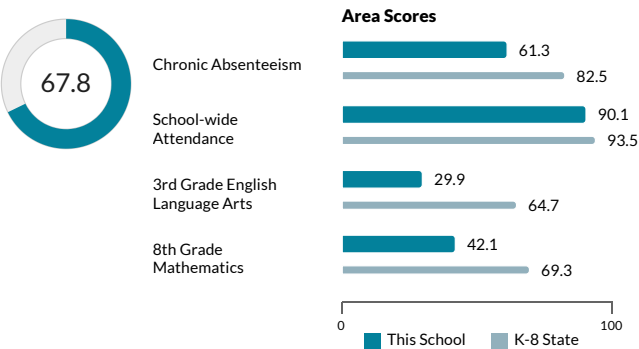 Area Scores
67.8
Chronic Absenteeism
61.3
82.5
School-wide
Attendance
90.1
93.5
3rd Grade English
Language Arts
29.9
64.7
8th Grade
Mathematics
42.1
69.3
0
100
This School
K-8 State